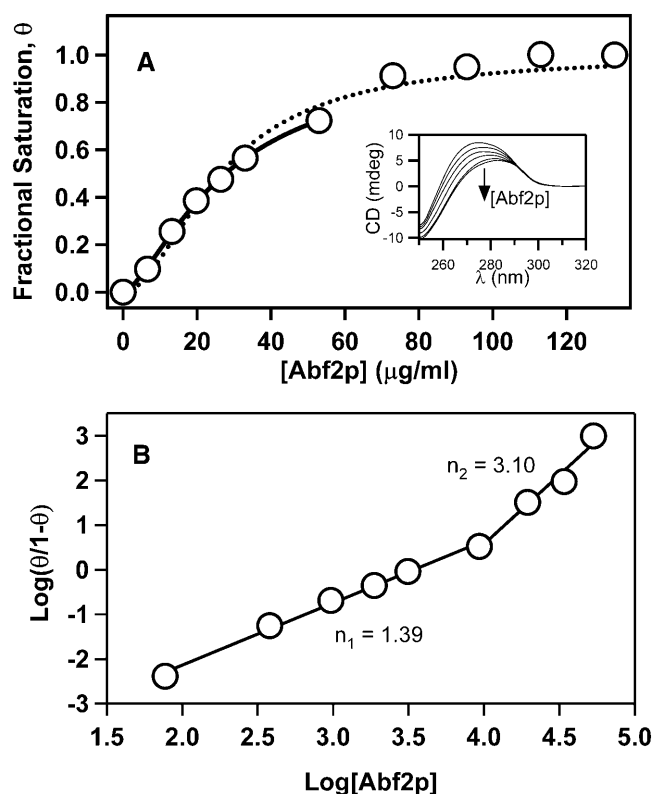 A
Fractional Saturation, θ
1.0
0.8
0.6
0.4
0.2
0.0
0 20 40 60 80 100 120
[Abf2p] (μg/ml)
CD (mdeg)
10
5
0
-5
-10
[Abf2p]
260 280 300 320
λ (nm)
B
Log(θ/1-θ)
3
2
1
0
-1
-2
-3
n2 = 3.10
n1 = 1.39
1.5 2.0 2.5 3.0 3.5 4.0 4.5 5.0
Log[Abf2p]